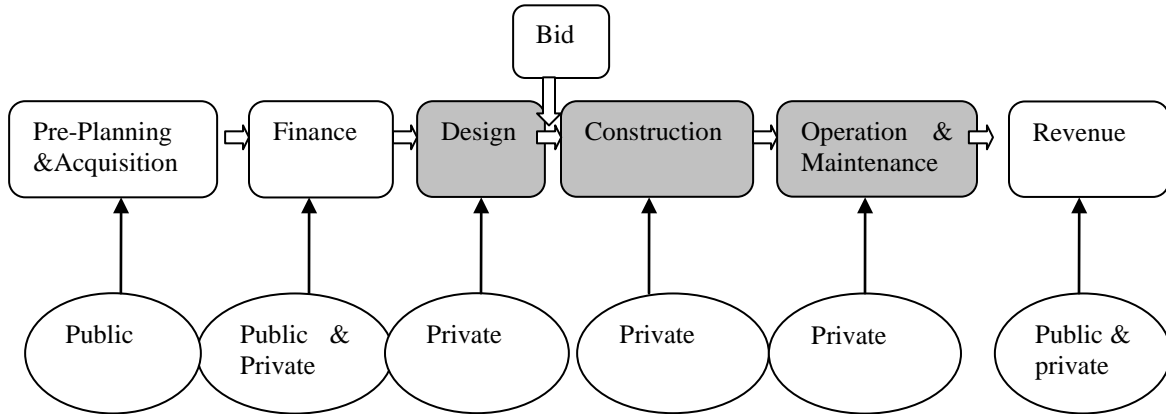 Bid
Pre-Planning
&Acquisition
Finance
Design
Construction
Operation &
Maintenance
Revenue
Public
Public &
Private
Private
Private
Private
Public &
private